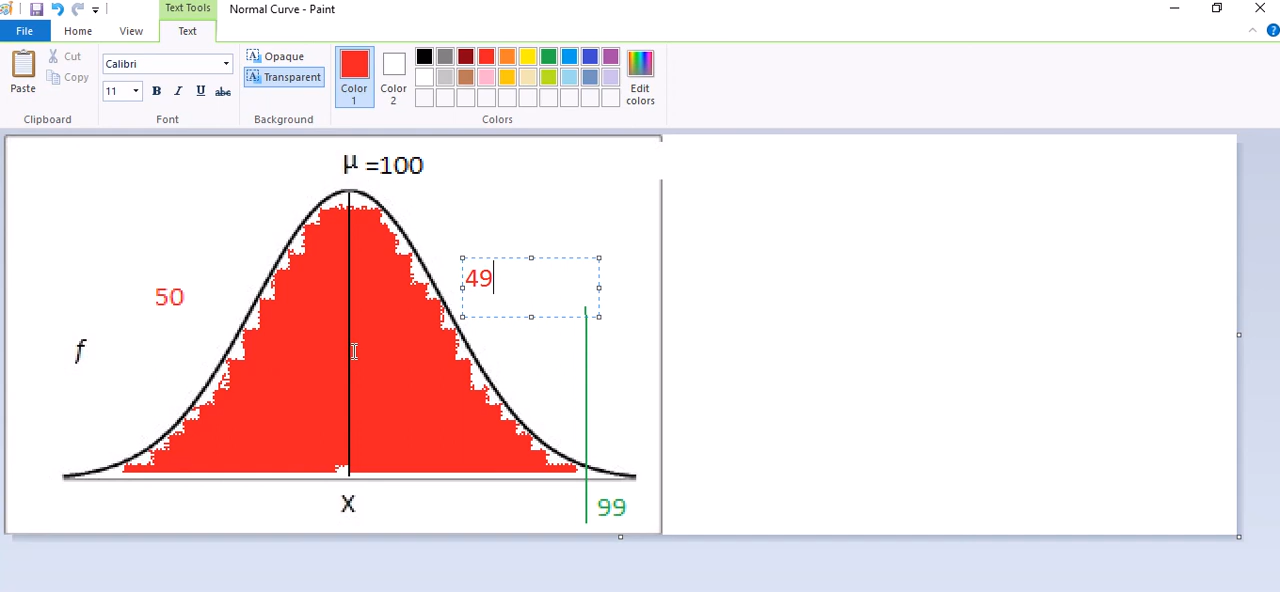 Text Tools
Normal Curve - Paint
File
Home
View
Text
Paste
Cut
Copy
Clipboard
Calibri
11
B I U abc
Font
A Opaque
A Transparent
Background
Color 1
Color 2
Edit colors
Colors
?
μ =100
49
50
f
X
99